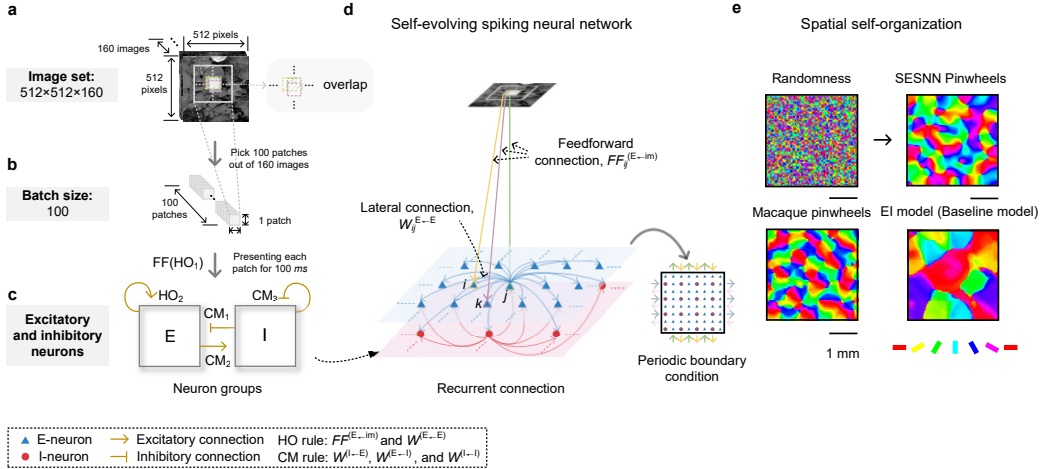 a
160 images
512 pixels
512
pixels
Image set:
512×512×160
overlap
Pick 100 patches
out of 160 images
b
Batch size:
100
100
patches
1 patch
FF(HO₁)
Presenting each
patch for 100 ms
c
HO₂
CM₃
Excitatory
and inhibitory
neurons
E
CM₁
CM₂
I
Neuron groups
d
Self-evolving spiking neural network
Feedforward
connection, FFᵢⱼ^(E←im)
Lateral connection,
Wᵢⱼ^E←E
i
j
k
Recurrent connection
Periodic boundary
condition
e
Spatial self-organization
Randomness
SESNN Pinwheels
Macaque pinwheels
EI model (Baseline model)
1 mm
E-neuron
Excitatory connection
HO rule: FF^(E←im) and W^(E←E)
I-neuron
Inhibitory connection
CM rule: W^(I←E), W^(E←I), and W^(I←I)